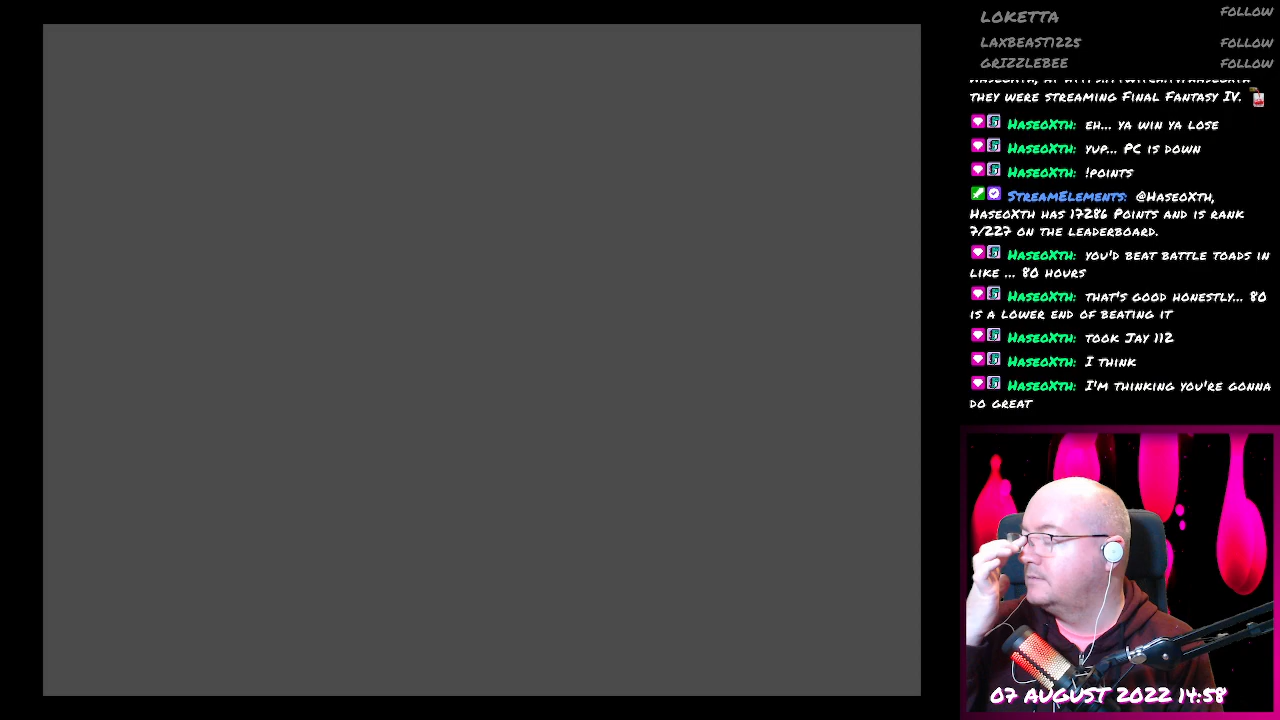 LOKETTA FOLLOW
LAXBEAST1225 FOLLOW
GRIZZLEBEE FOLLOW
THEY WERE STREAMING FINAL FANTASY IV.
HASEOXTH: EH... YA WIN YA LOSE
HASEOXTH: YUP... PC IS DOWN
HASEOXTH: !POINTS
STREAMELEMENTS: @HASEOXTH,
HASEOXTH HAS 17286 POINTS AND IS RANK
7/227 ON THE LEADERBOARD.
HASEOXTH: YOU'D BEAT BATTLE TOADS IN
LIKE ... 80 HOURS
HASEOXTH: THAT'S GOOD HONESTLY... 80
IS A LOWER END OF BEATING IT
HASEOXTH: TOOK JAY 112
HASEOXTH: I THINK
HASEOXTH: I'M THINKING YOU'RE GONNA
DO GREAT
07 AUGUST 2022 14:58